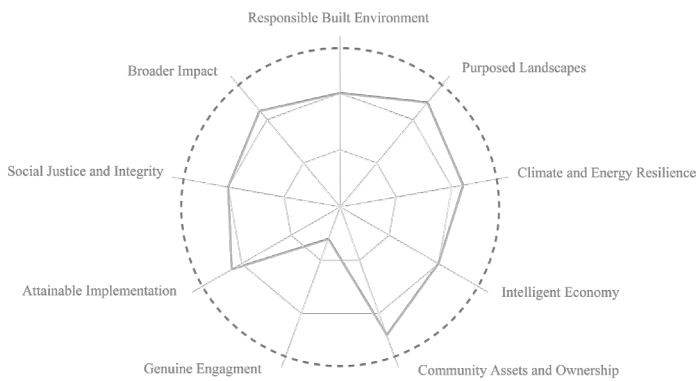 Responsible Built Environment
Broader Impact
Purposed Landscapes
Social Justice and Integrity
Climate and Energy Resilience
Attainable Implementation
Intelligent Economy
Genuine Engagment
Community Assets and Ownership